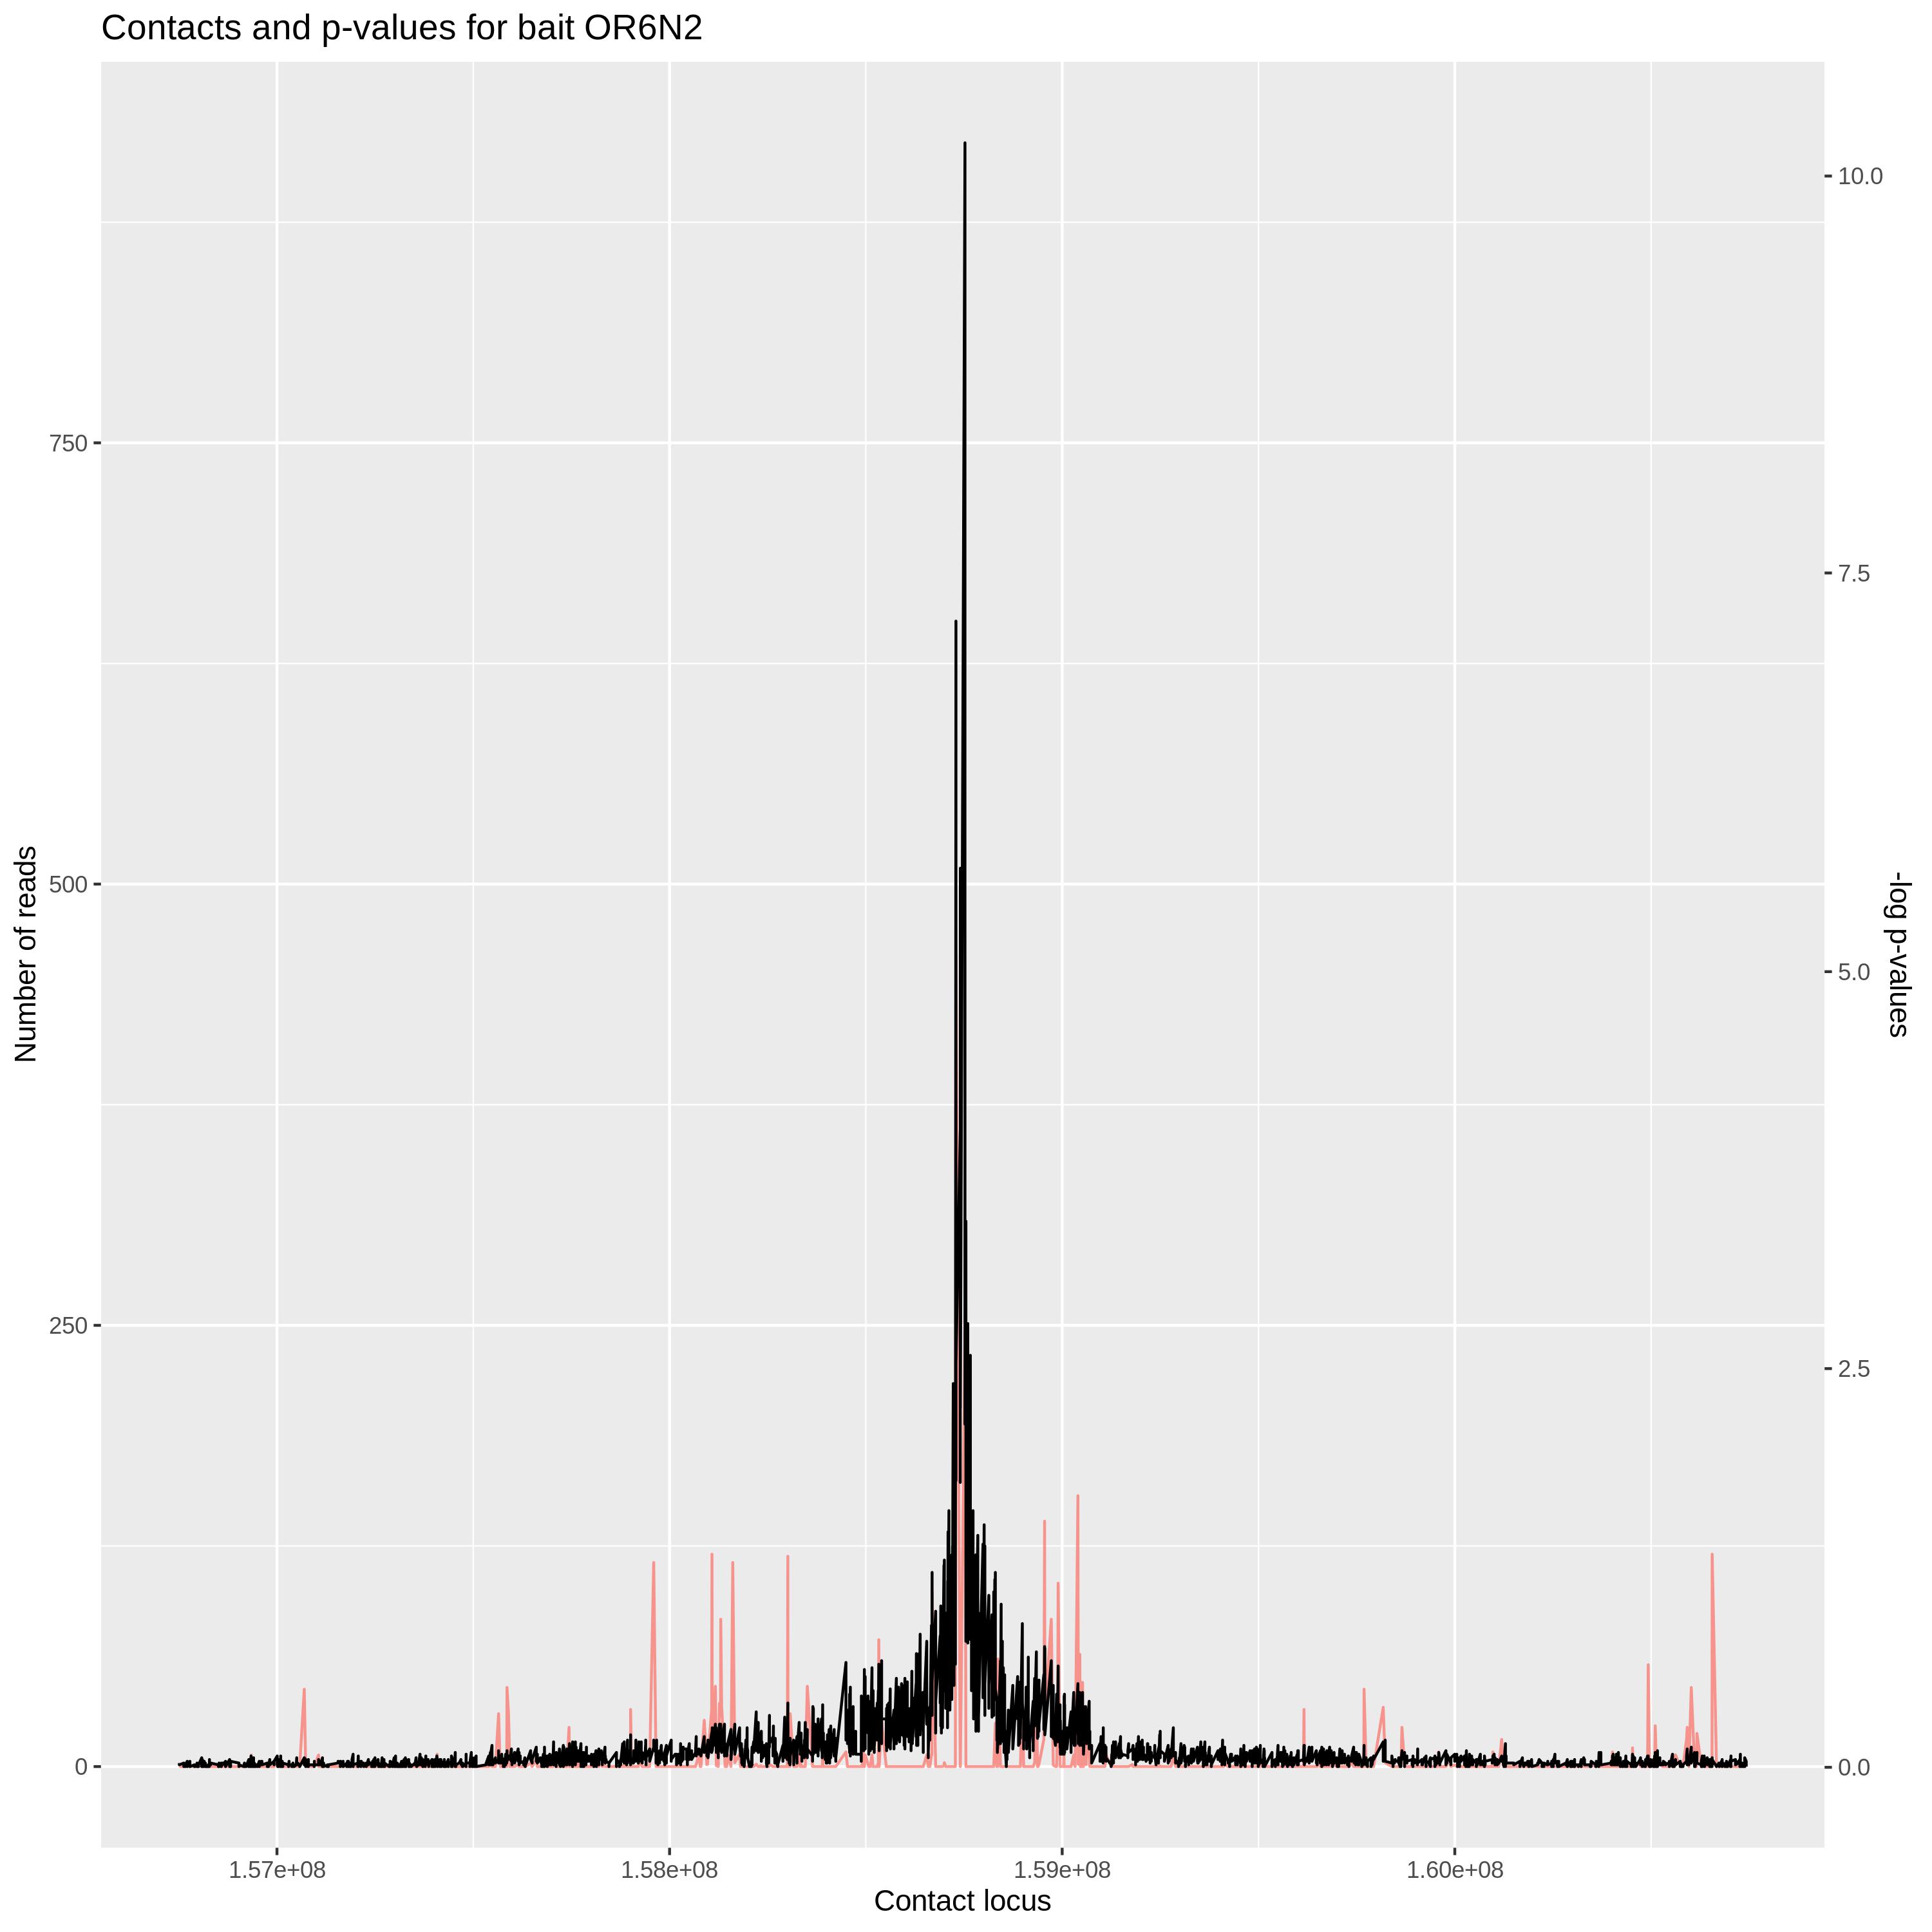 Contacts and p-values for bait OR6N2
10.0
750
7.5
Number of reads
500
-log p-values
5.0
250
2.5
0
0.0
1.57e+08
1.58e+08
1.59e+08
1.60e+08
Contact locus